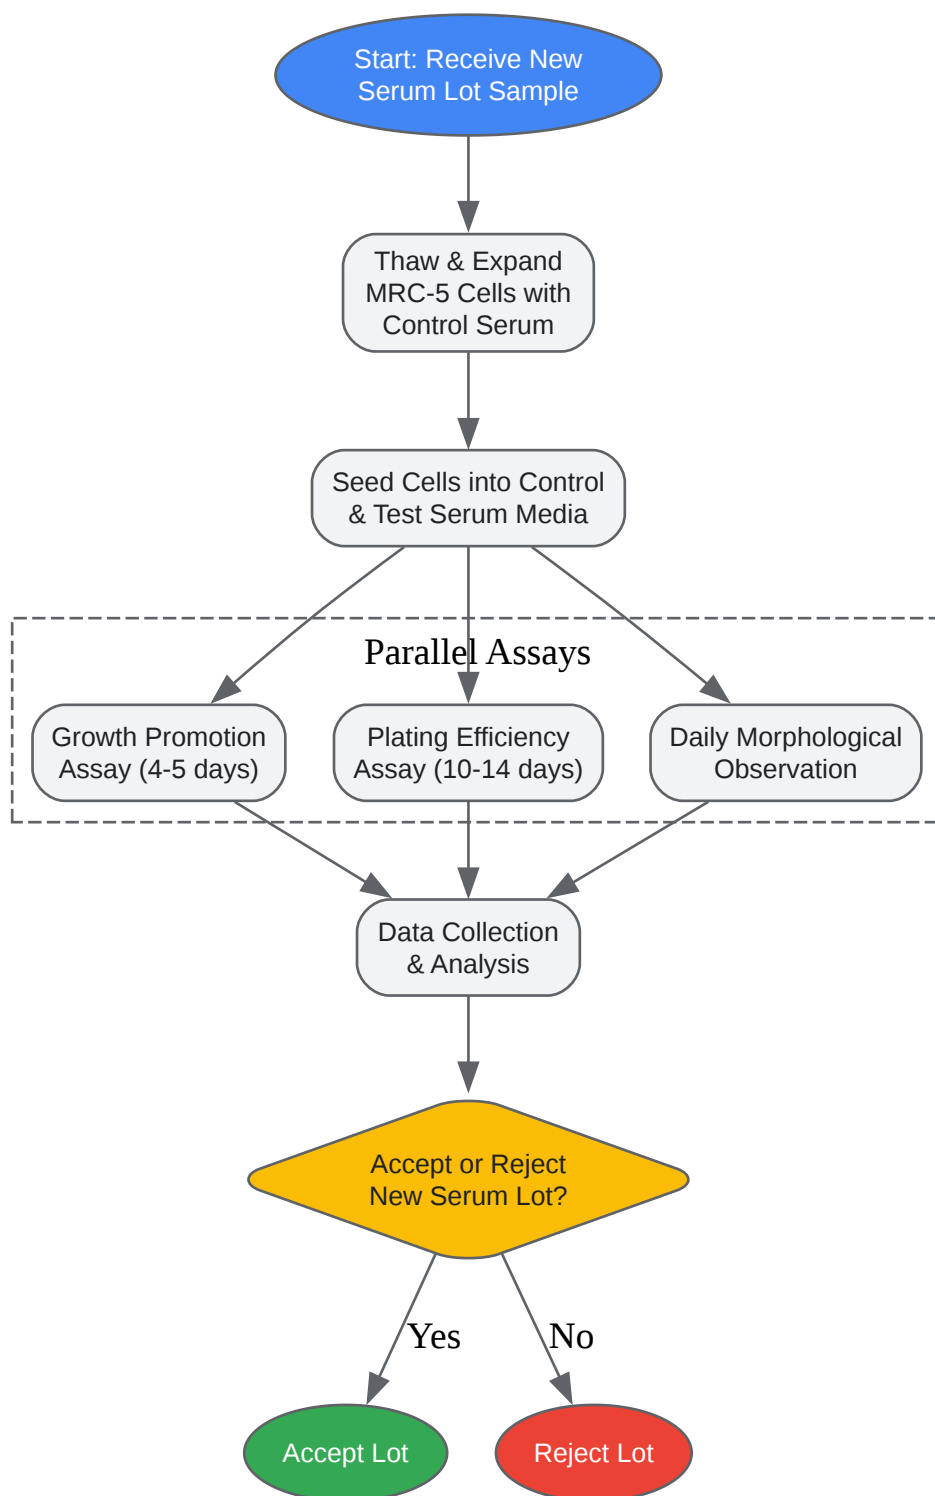 Start: Receive New
Serum Lot Sample
Thaw & Expand
MRC-5 Cells with
Control Serum
Seed Cells into Control
& Test Serum Media
Parallel Assays
Growth Promotion
Assay (4-5 days)
Plating Efficiency
Assay (10-14 days)
Daily Morphological
Observation
Data Collection
& Analysis
Accept or Reject
New Serum Lot?
Yes
No
Accept Lot
Reject Lot